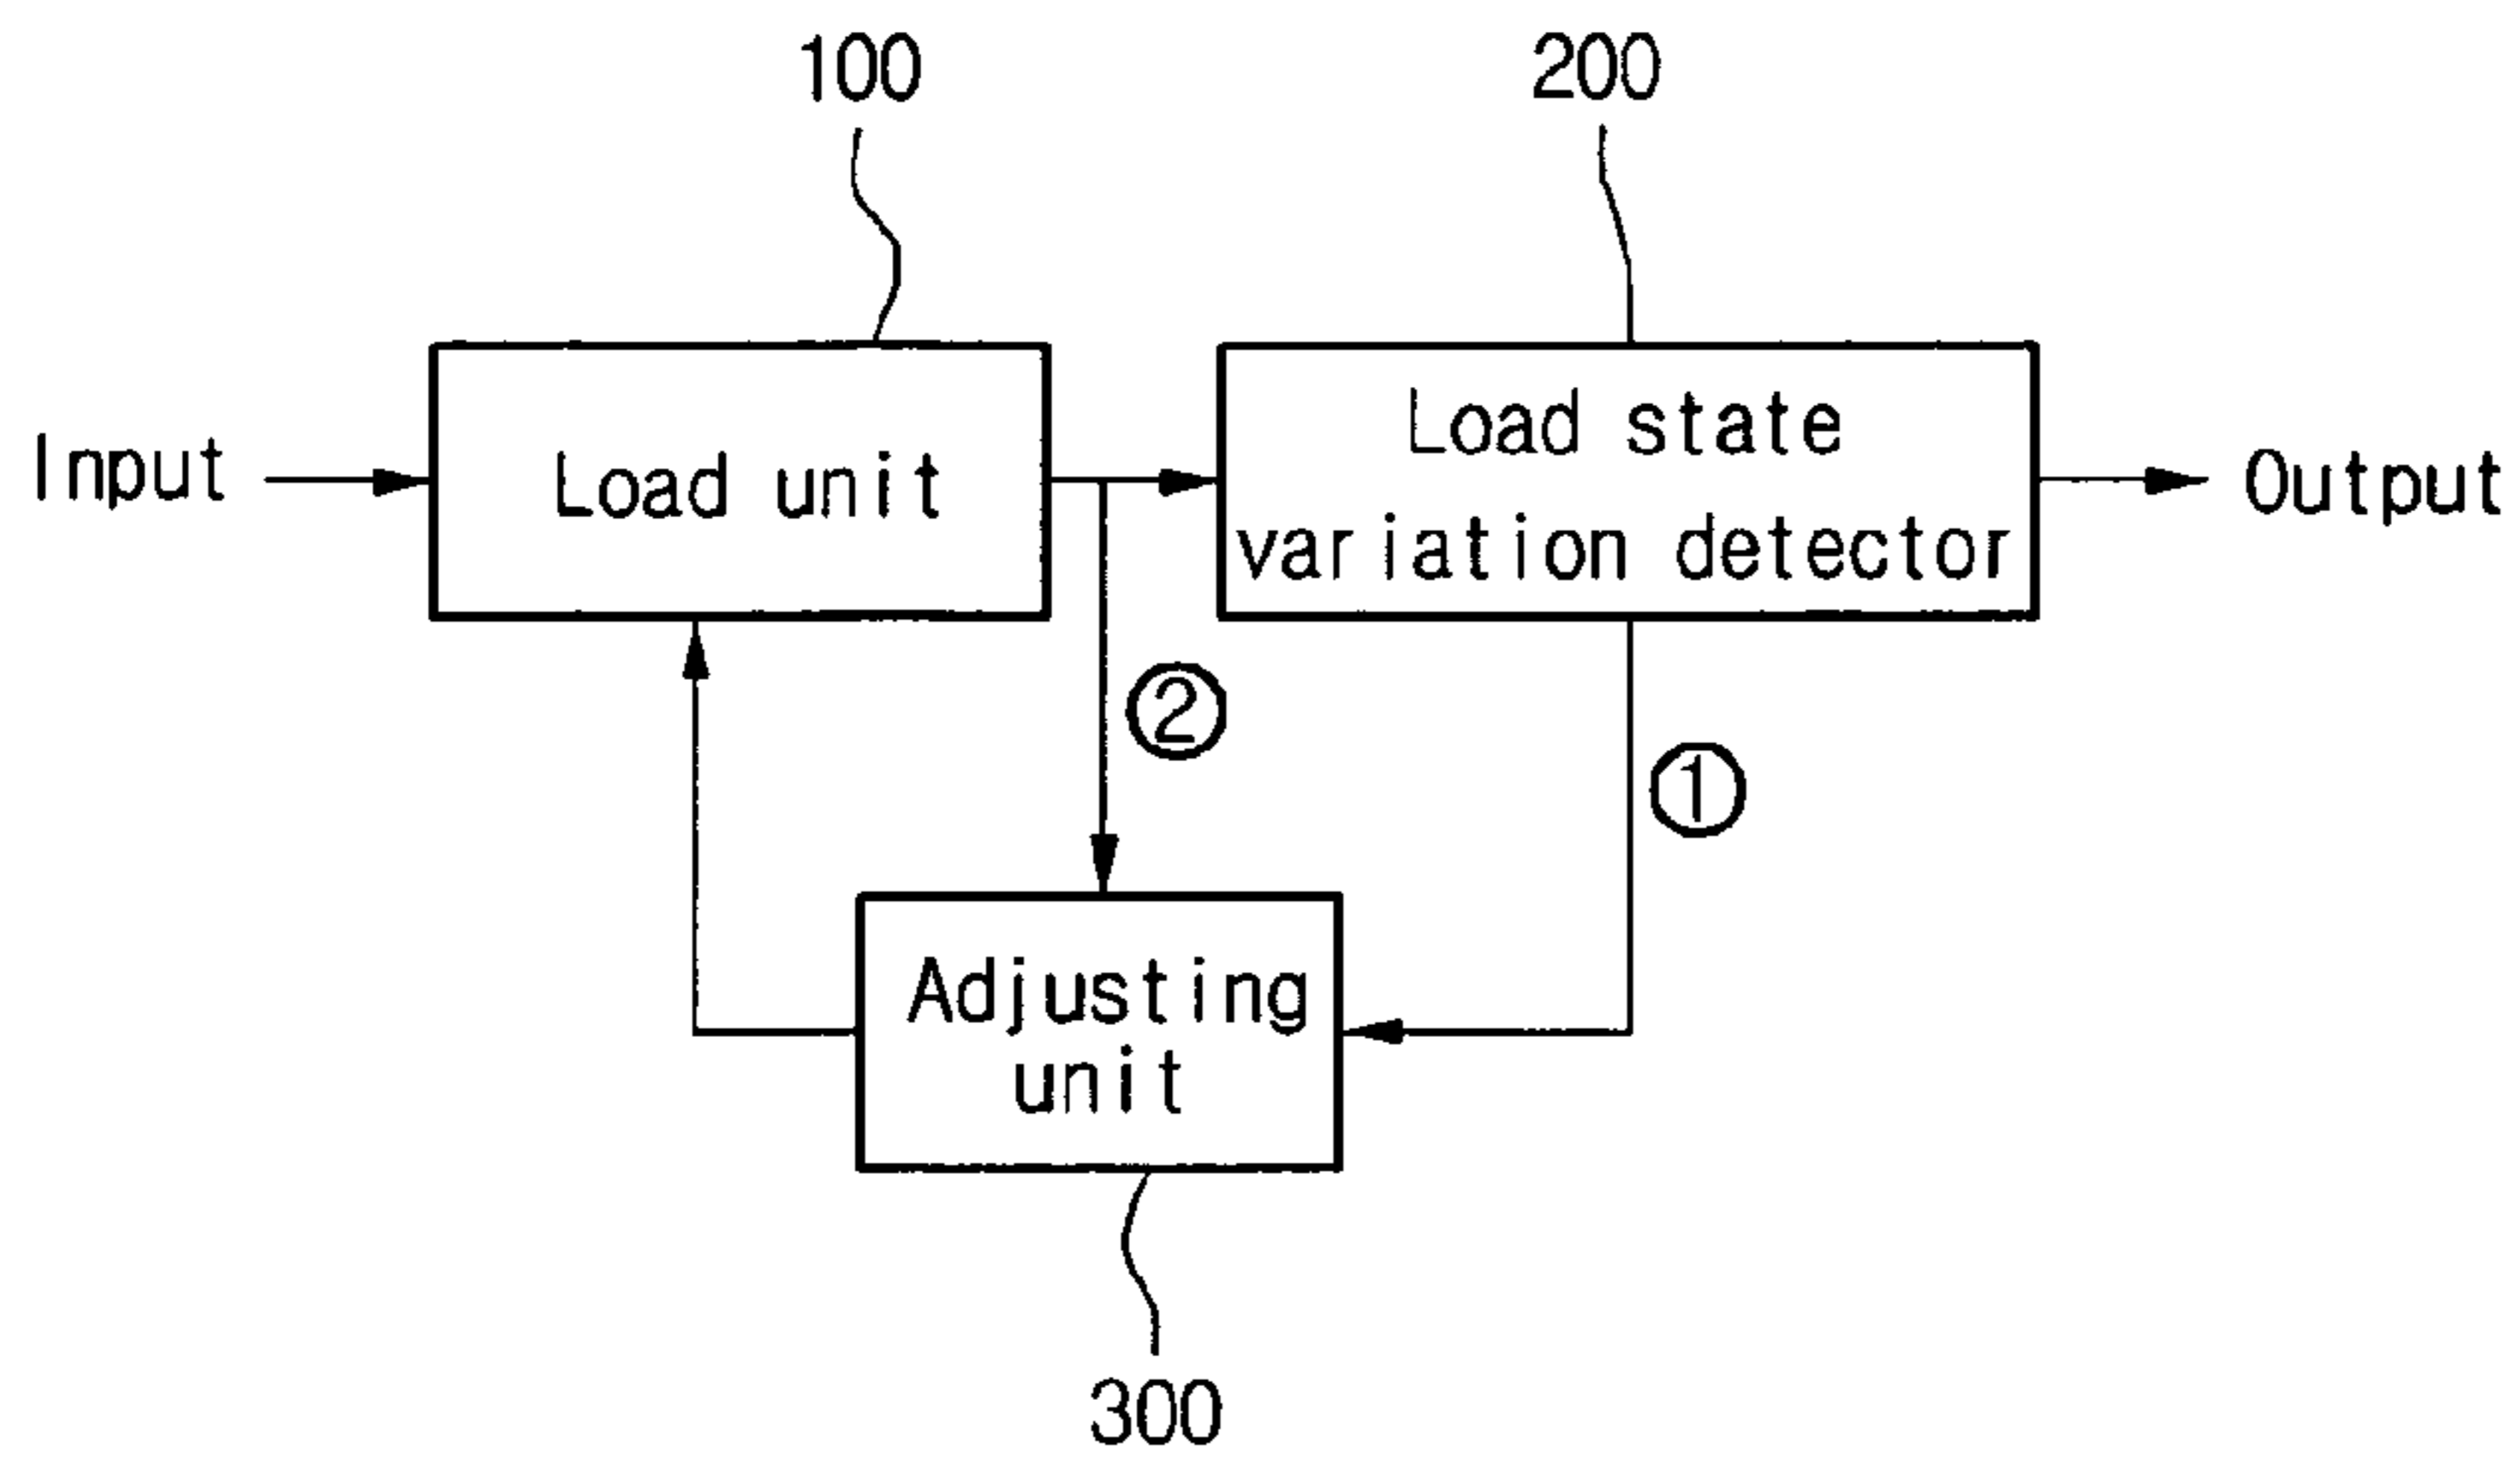 100
200
Input
Load unit
Load state
variation detector
Output
②
①
Adjusting
unit
300